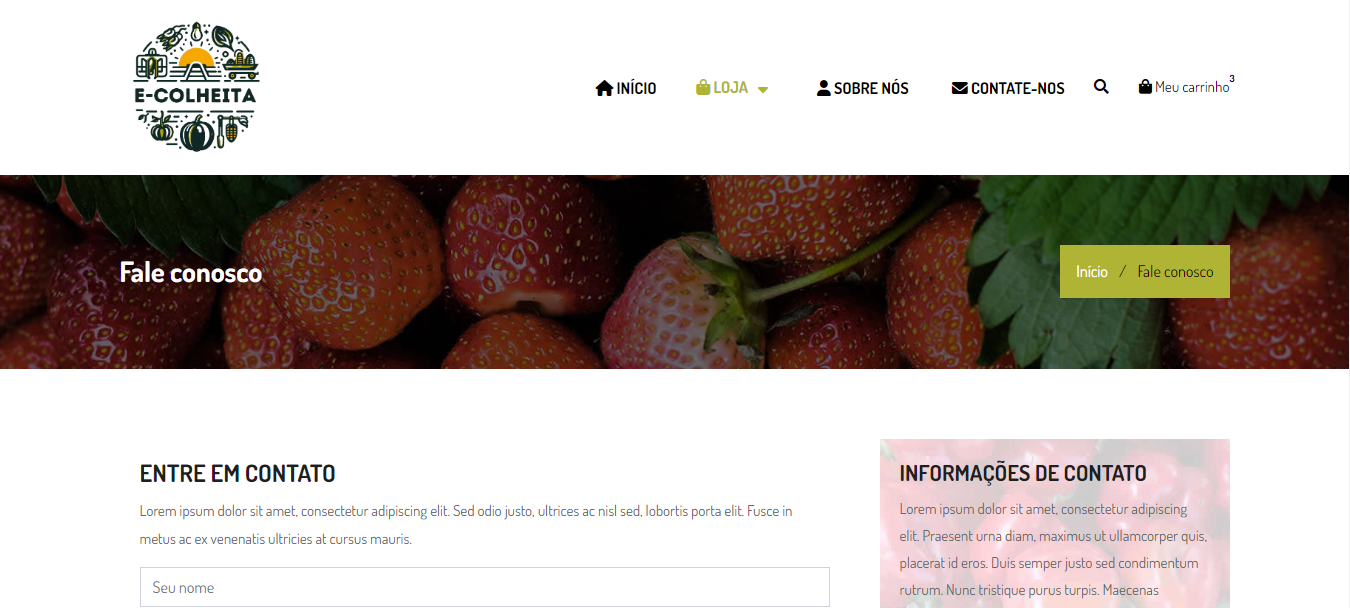 E-COLHEITA
INÍCIO
LOJA
SOBRE NÓS
CONTATE-NOS
Meu carrinho 3
Fale conosco
Início / Fale conosco
ENTRE EM CONTATO
Lorem ipsum dolor sit amet, consectetur adipiscing elit. Sed odio justo, ultrices ac nisl sed, lobortis porta elit. Fusce in
metus ac ex venenatis ultricies at cursus mauris.
Seu nome
INFORMAÇÕES DE CONTATO
Lorem ipsum dolor sit amet, consectetur adipiscing
elit. Praesent urna diam, maximus ut ullamcorper quis,
placerat id eros. Duis semper justo sed condimentum
rutrum. Nunc tristique purus turpis. Maecenas